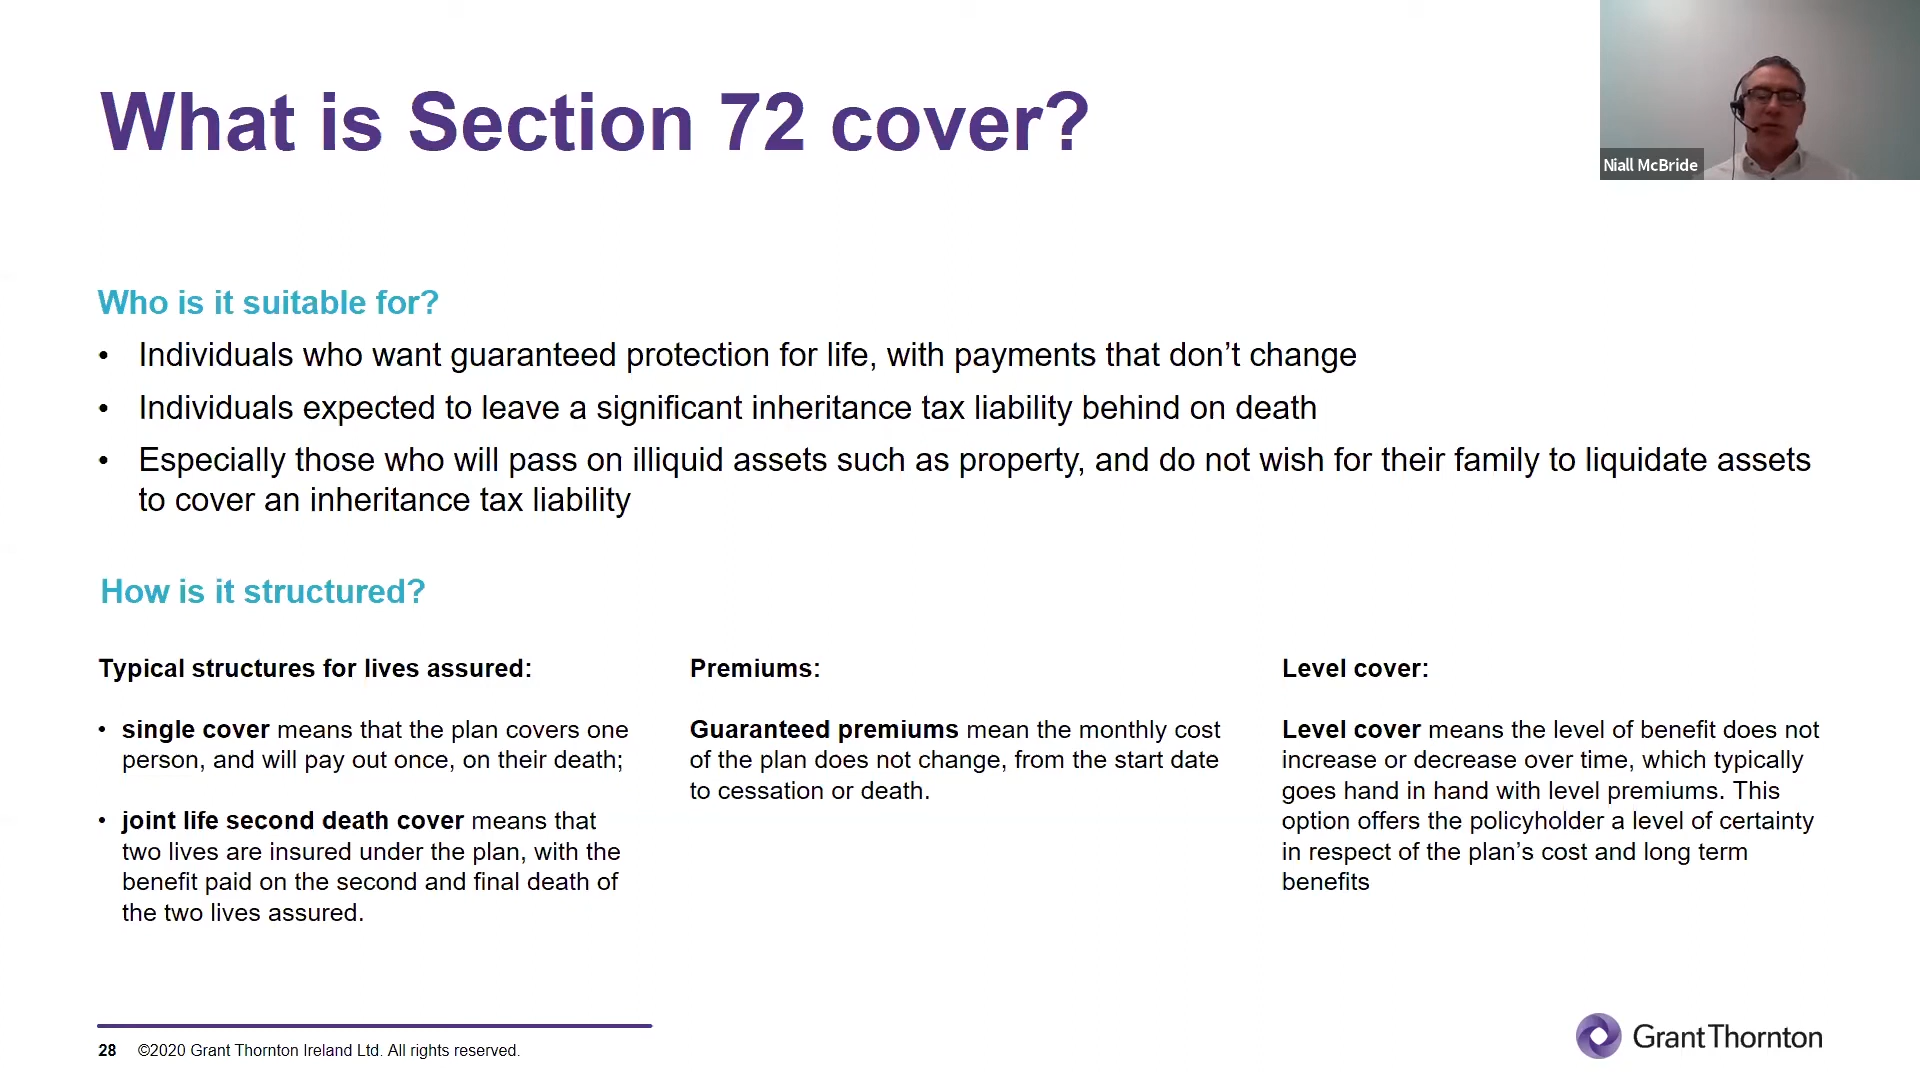 What is Section 72 cover?
Niall McBride
Who is it suitable for?
• Individuals who want guaranteed protection for life, with payments that don’t change
• Individuals expected to leave a significant inheritance tax liability behind on death
• Especially those who will pass on illiquid assets such as property, and do not wish for their family to liquidate assets
to cover an inheritance tax liability
How is it structured?
Typical structures for lives assured:
• single cover means that the plan covers one
person, and will pay out once, on their death;
• joint life second death cover means that
two lives are insured under the plan, with the
benefit paid on the second and final death of
the two lives assured.
Premiums:
Guaranteed premiums mean the monthly cost
of the plan does not change, from the start date
to cessation or death.
Level cover:
Level cover means the level of benefit does not
increase or decrease over time, which typically
goes hand in hand with level premiums. This
option offers the policyholder a level of certainty
in respect of the plan’s cost and long term
benefits
28 ©2020 Grant Thornton Ireland Ltd. All rights reserved.
Grant Thornton